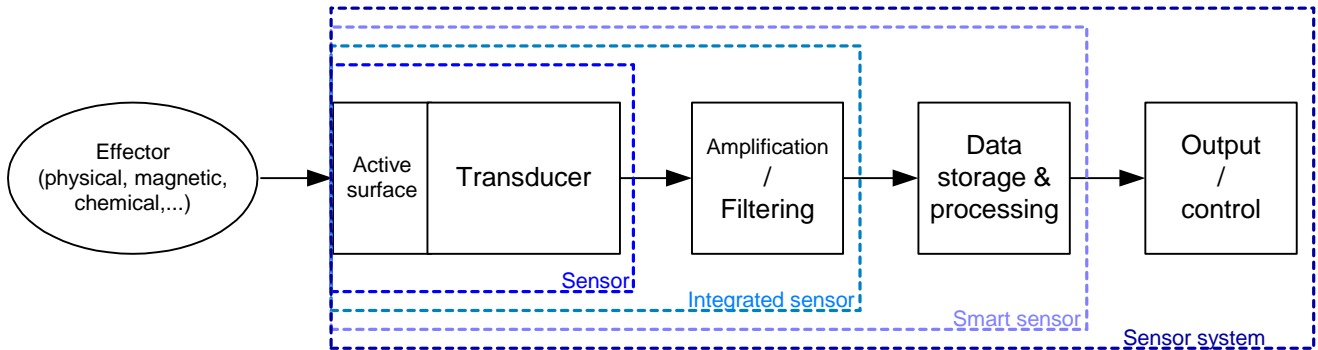 Effector
(physical, magnetic,
chemical,...)
Active
surface
Transducer
Amplification
/
Filtering
Data
storage &
processing
Output
/
control
Sensor
Integrated sensor
Smart sensor
Sensor system